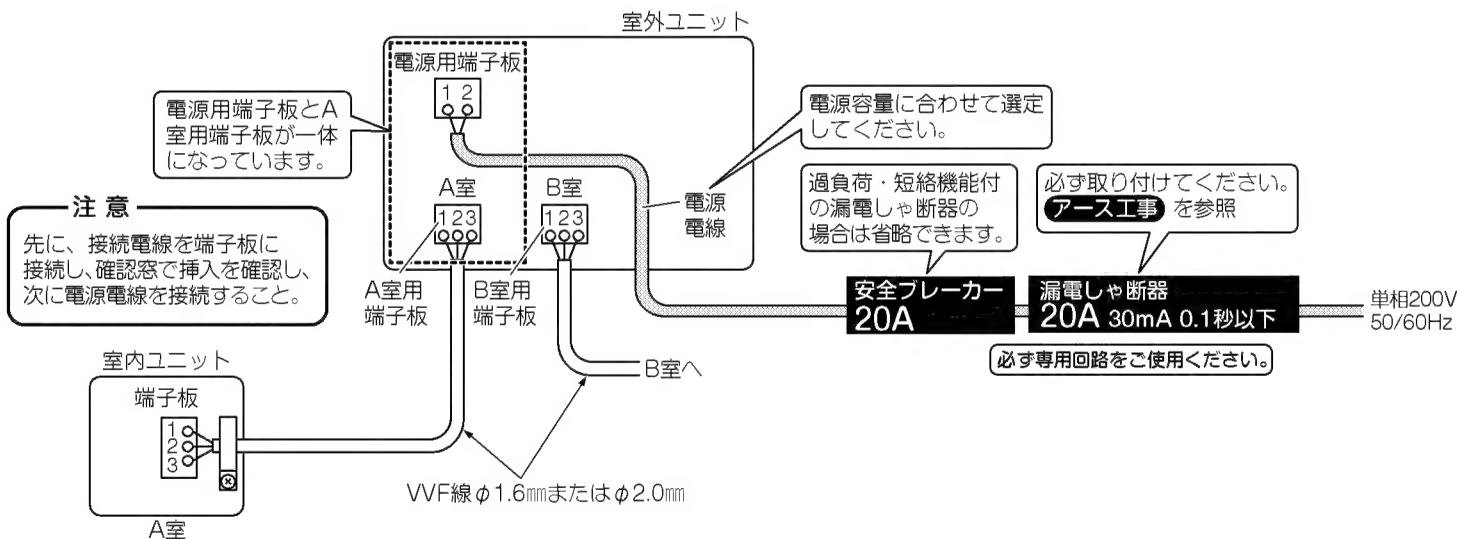 室外ユニット
電源用端子板
1 2
電源用端子板とA
室用端子板が一体
になっています。
電源容量に合わせて選定
してください。
注 意
先に、接続電線を端子板に
接続し、確認窓で挿入を確認し、
次に電源電線を接続すること。
A室
123
B室
123
電源
電線
過負荷・短絡機能付
の漏電しゃ断器の
場合は省略できます。
必ず取り付けてください。
アース工事 を参照
A室用
端子板
B室用
端子板
安全ブレーカー
20A
漏電しゃ断器
20A 30mA 0.1秒以下
単相200V
50/60Hz
必ず専用回路をご使用ください。
B室へ
室内ユニット
端子板
1
2
3
VVF線φ1.6㎜またはφ2.0㎜
A室